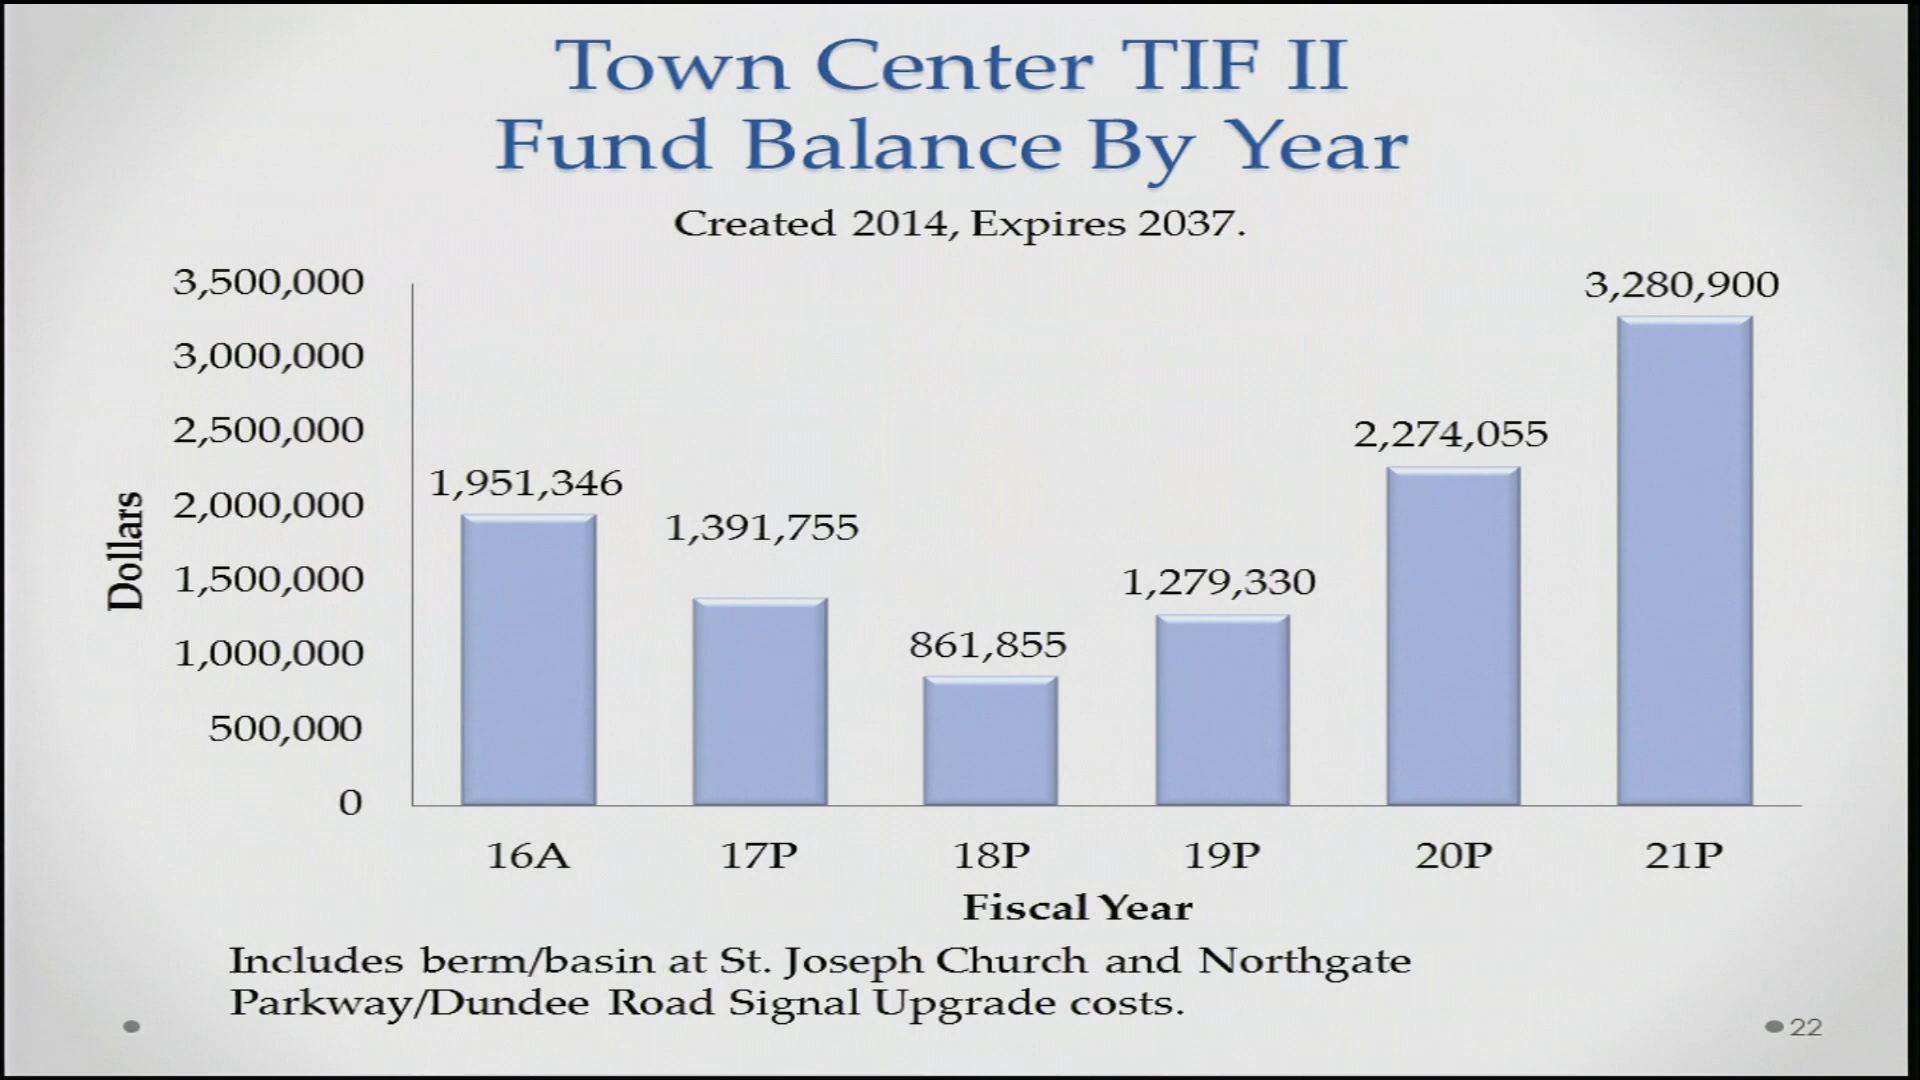 Town Center TIF II
Fund Balance By Year
Created 2014, Expires 2037.
3,500,000
3,000,000
2,500,000
2,000,000
1,500,000
1,000,000
500,000
0
Dollars
1,951,346
1,391,755
861,855
1,279,330
2,274,055
3,280,900
16A 17P 18P 19P 20P 21P
Fiscal Year
Includes berm/basin at St. Joseph Church and Northgate
Parkway/Dundee Road Signal Upgrade costs.
22